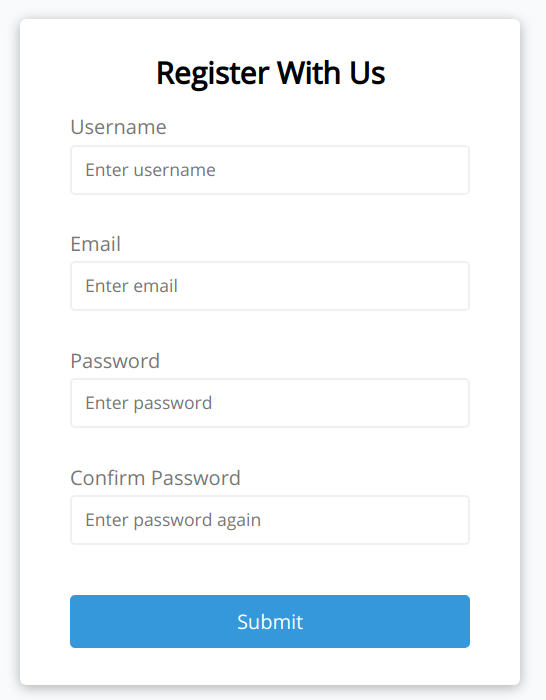 Register With Us
Username
Enter username
Email
Enter email
Password
Enter password
Confirm Password
Enter password again
Submit